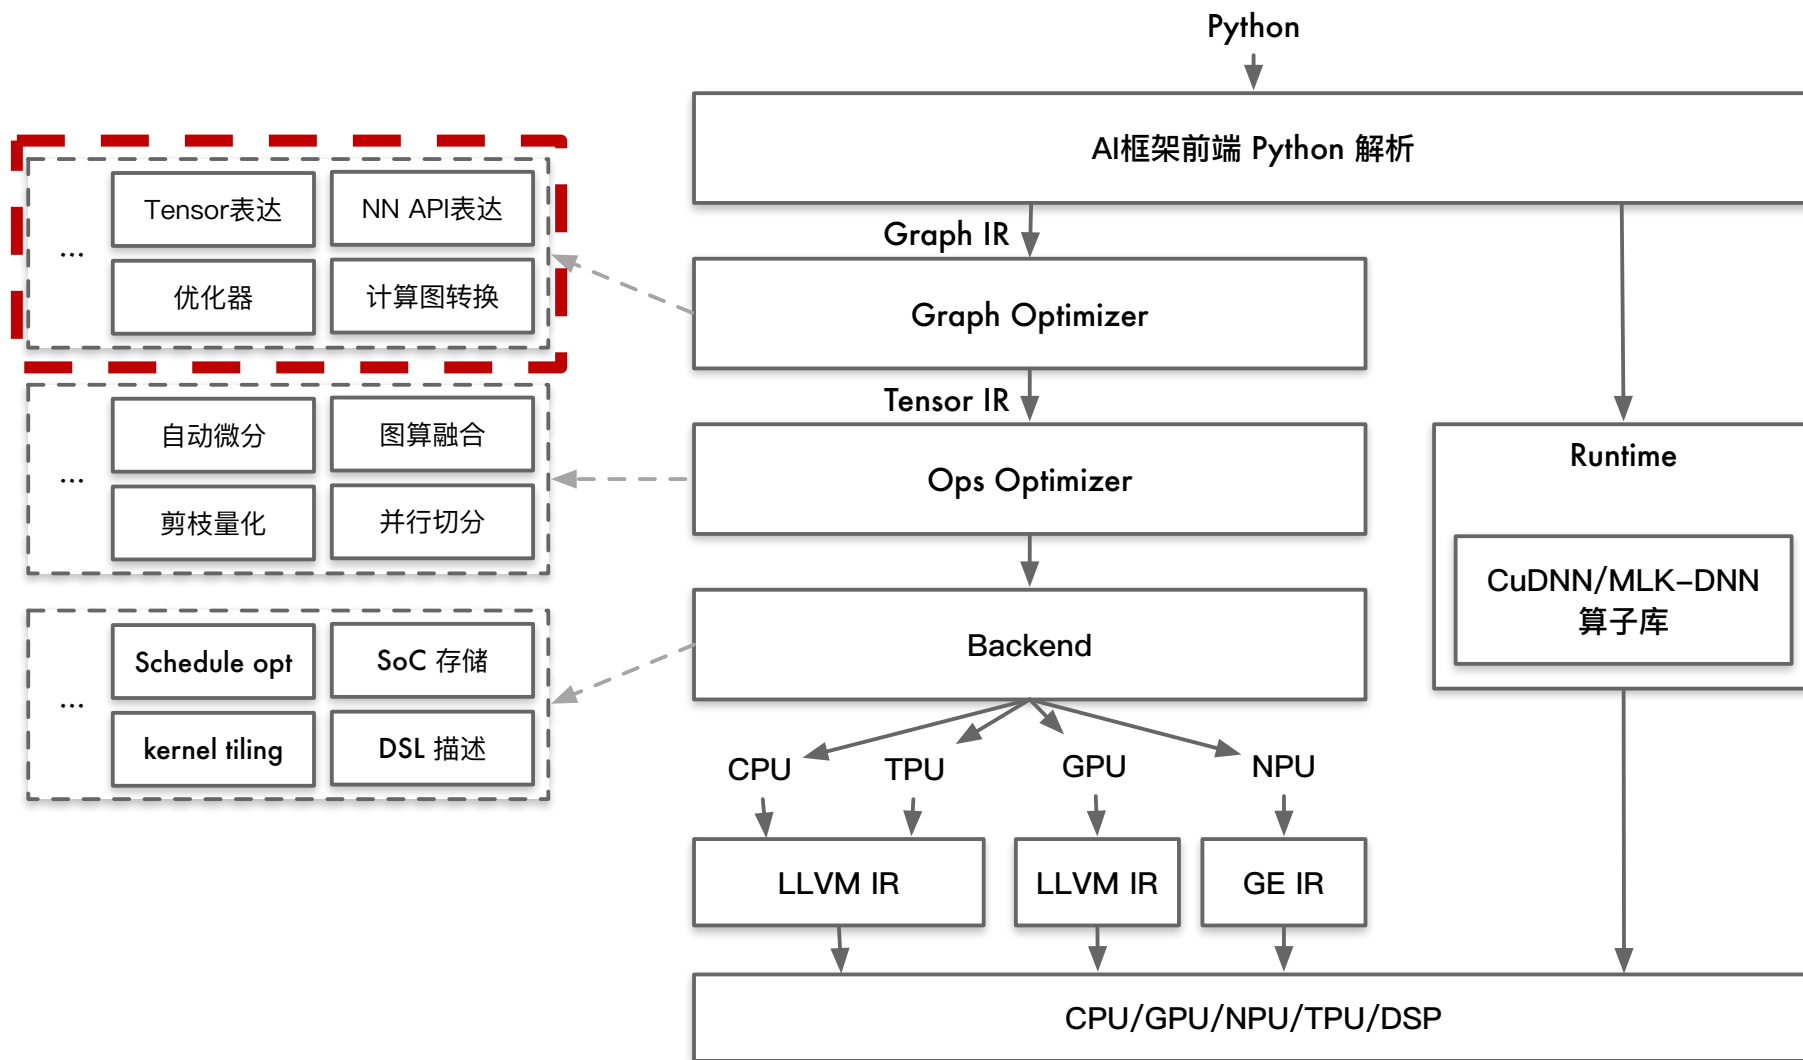 Python
AI框架前端 Python 解析
Graph IR
Graph Optimizer
Tensor IR
Ops Optimizer
Backend
CPU
TPU
GPU
NPU
LLVM IR
LLVM IR
GE IR
CPU/GPU/NPU/TPU/DSP
Runtime
CuDNN/MLK-DNN
算子库
...
Tensor表达
NN API表达
优化器
计算图转换
...
自动微分
图算融合
剪枝量化
并行切分
...
Schedule opt
SoC 存储
kernel tiling
DSL 描述